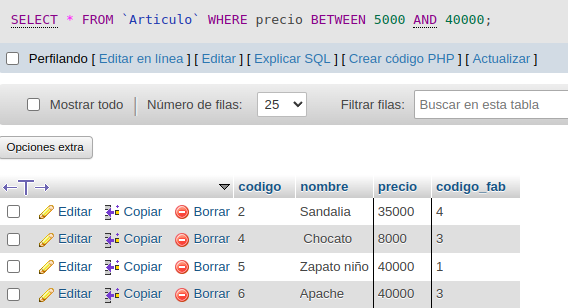 SELECT * FROM `Articulo` WHERE precio BETWEEN 5000 AND 40000;
Perfilando [ Editar en línea ] [ Editar ] [ Explicar SQL ] [ Crear código PHP ] [ Actualizar ]
Mostrar todo Número de filas: 25 Filtrar filas: Buscar en esta tabla
Opciones extra
codigo nombre precio codigo_fab
Editar Copiar Borrar 2 Sandalia 35000 4
Editar Copiar Borrar 4 Chocato 8000 3
Editar Copiar Borrar 5 Zapato niño 40000 1
Editar Copiar Borrar 6 Apache 40000 3